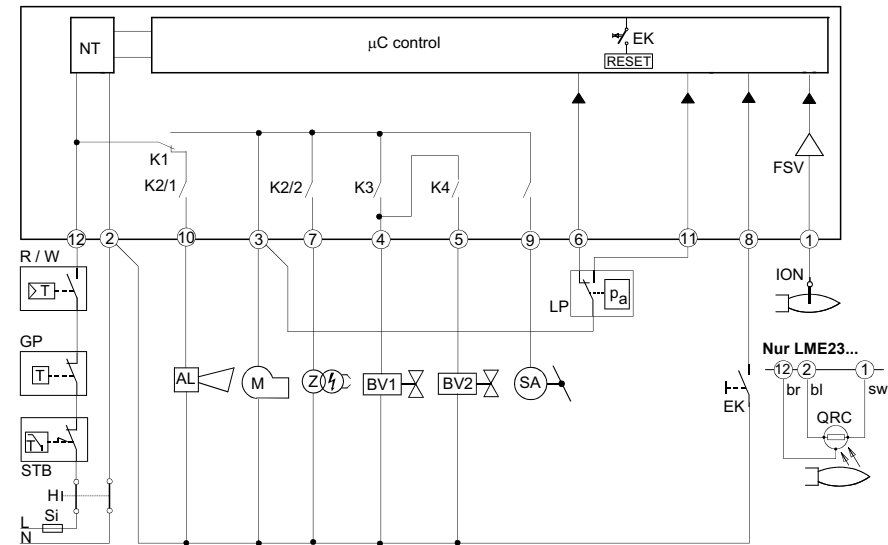 NT
µC control
EK
RESET
FSV
K1
K2/1
K2/2
K3
K4
12
2
10
3
7
4
5
9
6
11
8
1
R / W
T
GP
T
STB
T
H
Si
L
N
AL
M
Z
BV1
BV2
SA
LP
pa
EK
ION
Nur LME23...
12
2
1
br
bl
sw
QRC